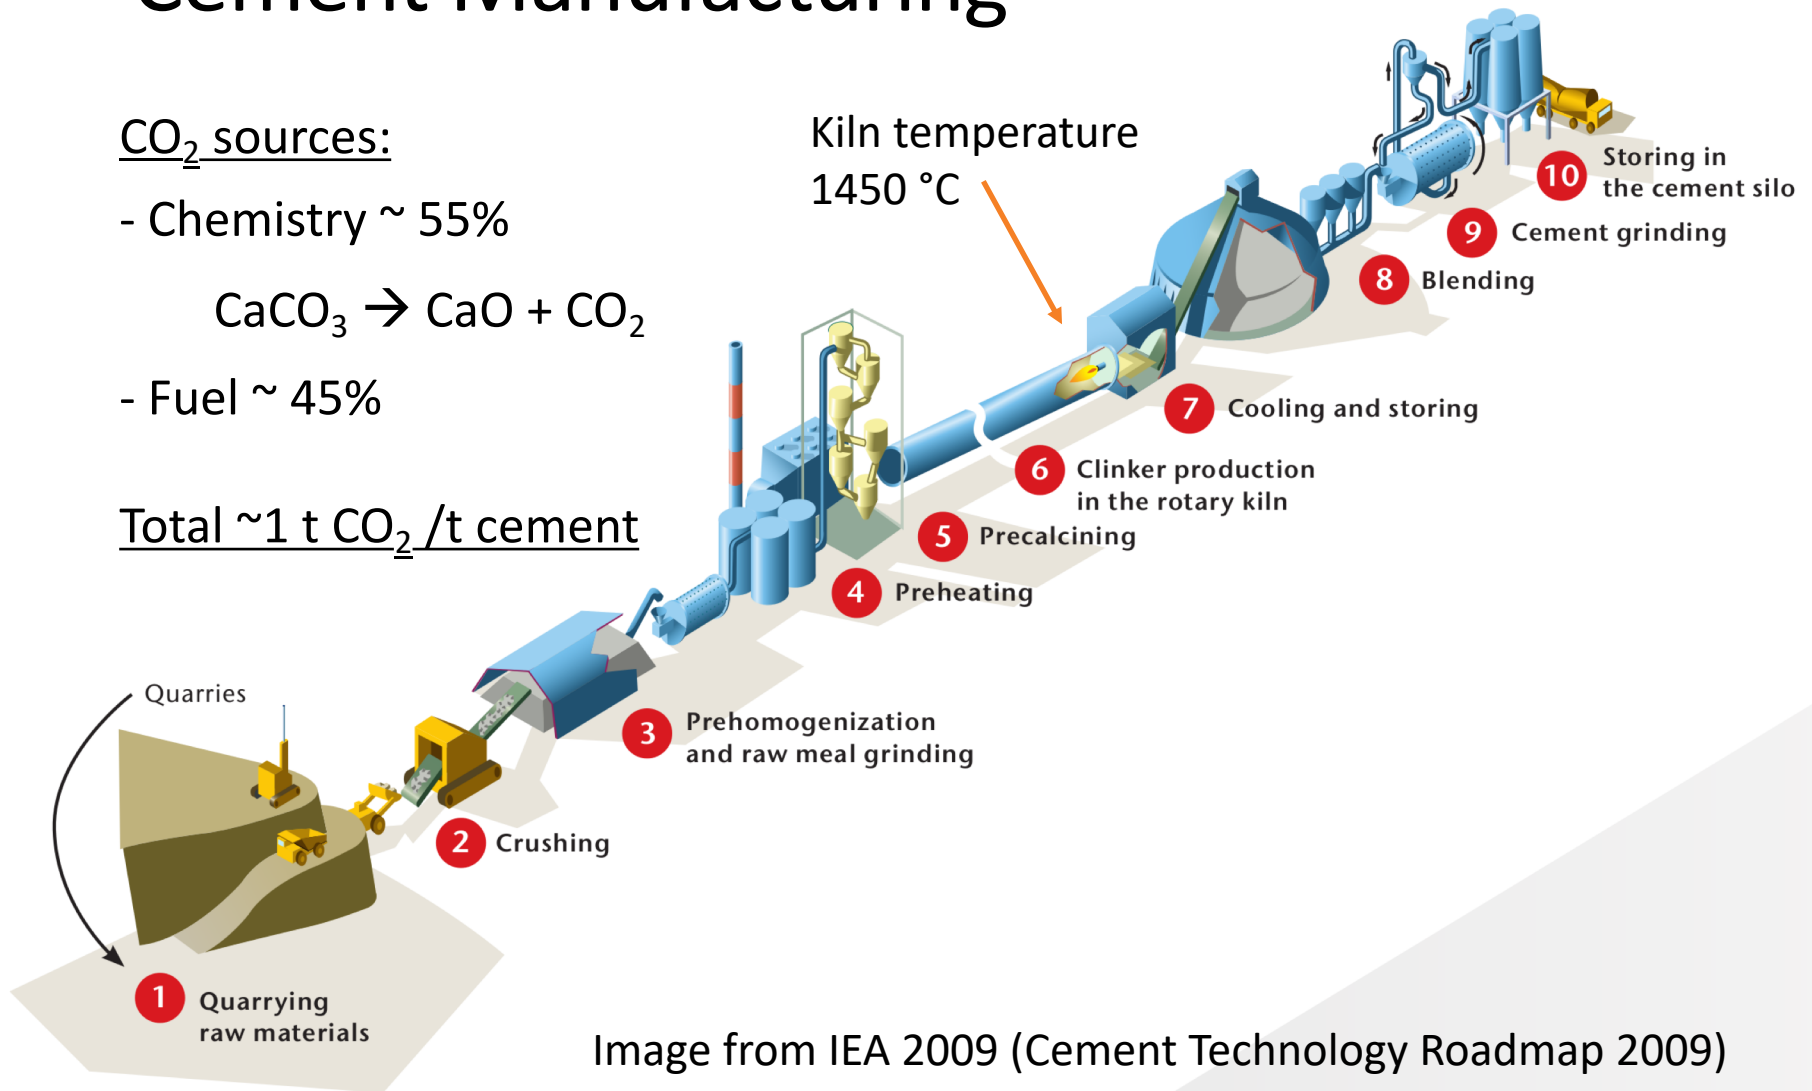 Cement Manufacturing
CO₂ sources:
- Chemistry ~ 55%
CaCO₃ → CaO + CO₂
- Fuel ~ 45%
Total ~1 t CO₂ /t cement
Kiln temperature
1450 °C
Quarries
1 Quarrying
raw materials
2 Crushing
3 Prehomogenization
and raw meal grinding
4 Preheating
5 Precalcining
6 Clinker production
in the rotary kiln
7 Cooling and storing
8 Blending
9 Cement grinding
10 Storing in
the cement silo
Image from IEA 2009 (Cement Technology Roadmap 2009)